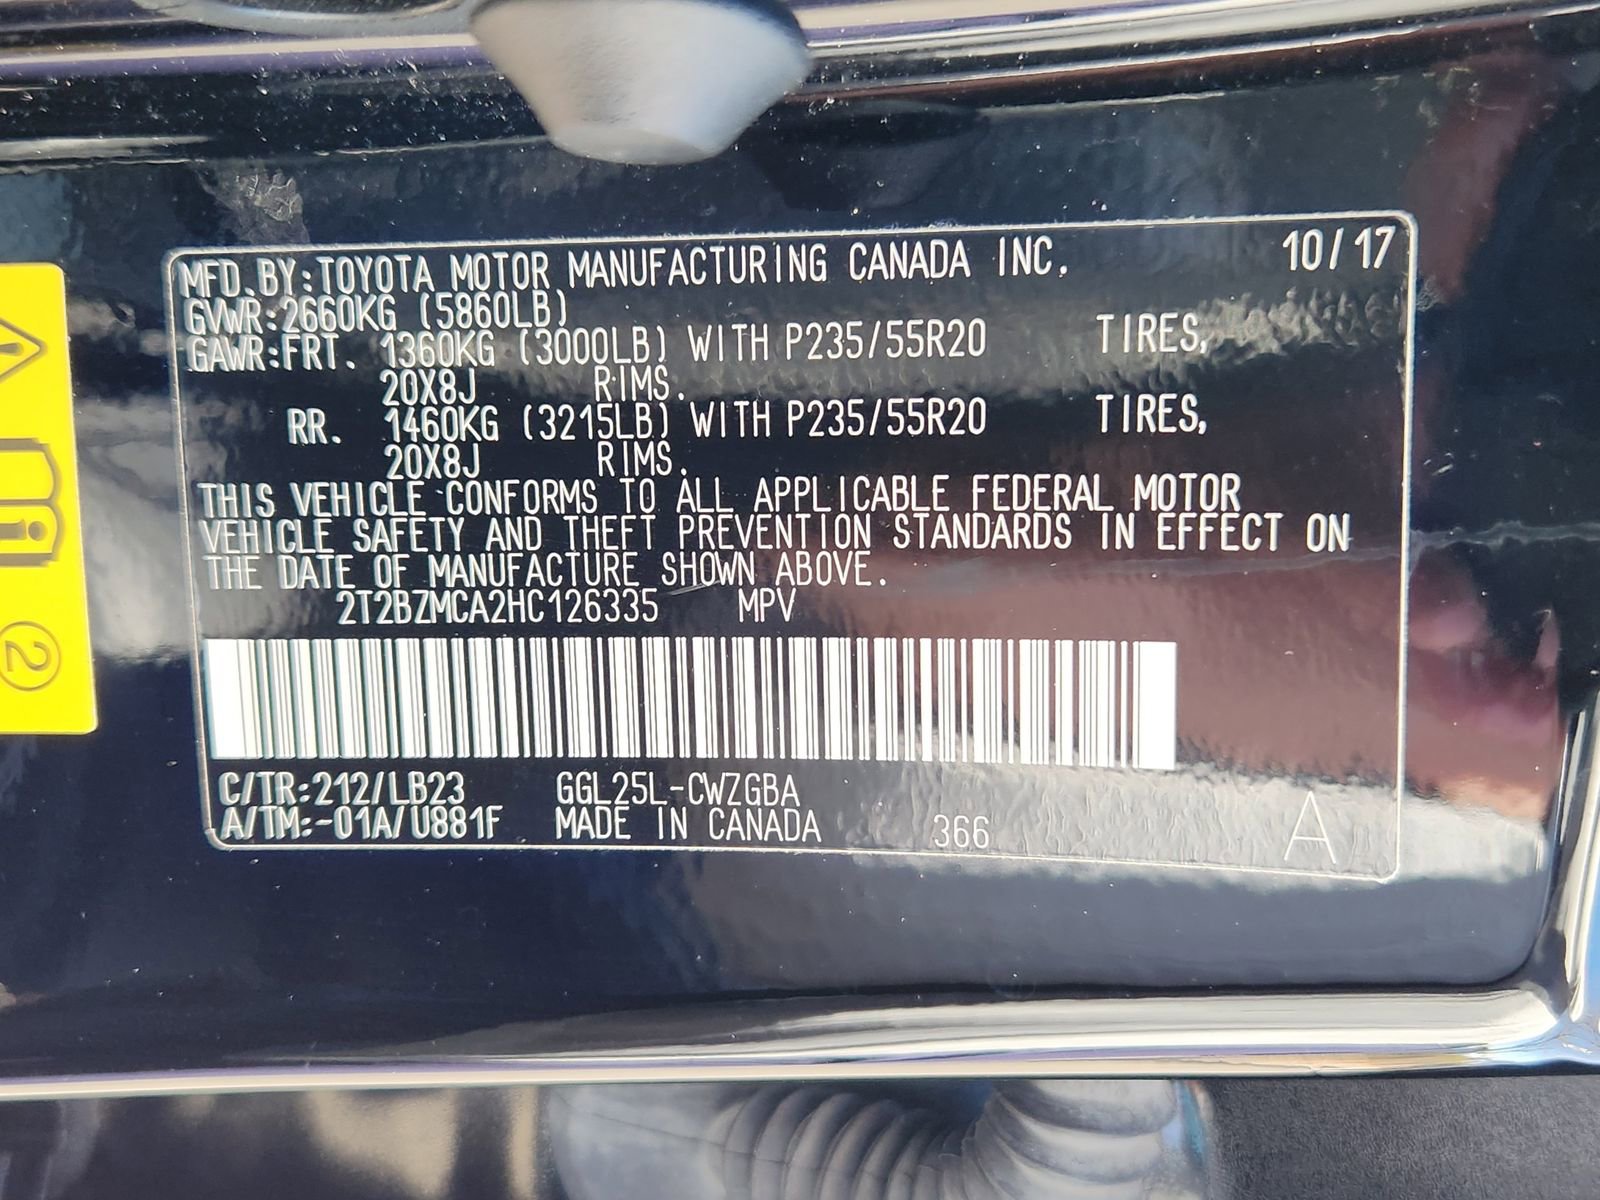 MFD.BY:TOYOTA MOTOR MANUFACTURING CANADA INC. 10/17
GVWR:2660KG (5860LB)
GAWR:FRT. 1360KG (3000LB) WITH P235/55R20 TIRES,
20X8J RIMS.
RR. 1460KG (3215LB) WITH P235/55R20 TIRES,
20X8J RIMS.
THIS VEHICLE CONFORMS TO ALL APPLICABLE FEDERAL MOTOR
VEHICLE SAFETY AND THEFT PREVENTION STANDARDS IN EFFECT ON
THE DATE OF MANUFACTURE SHOWN ABOVE.
2T2BZMCA2HC126335 MPV
C/TR:212/LB23 GGL25L-CWZGBA
A/TM:-01A/U881F MADE IN CANADA 366 A
2